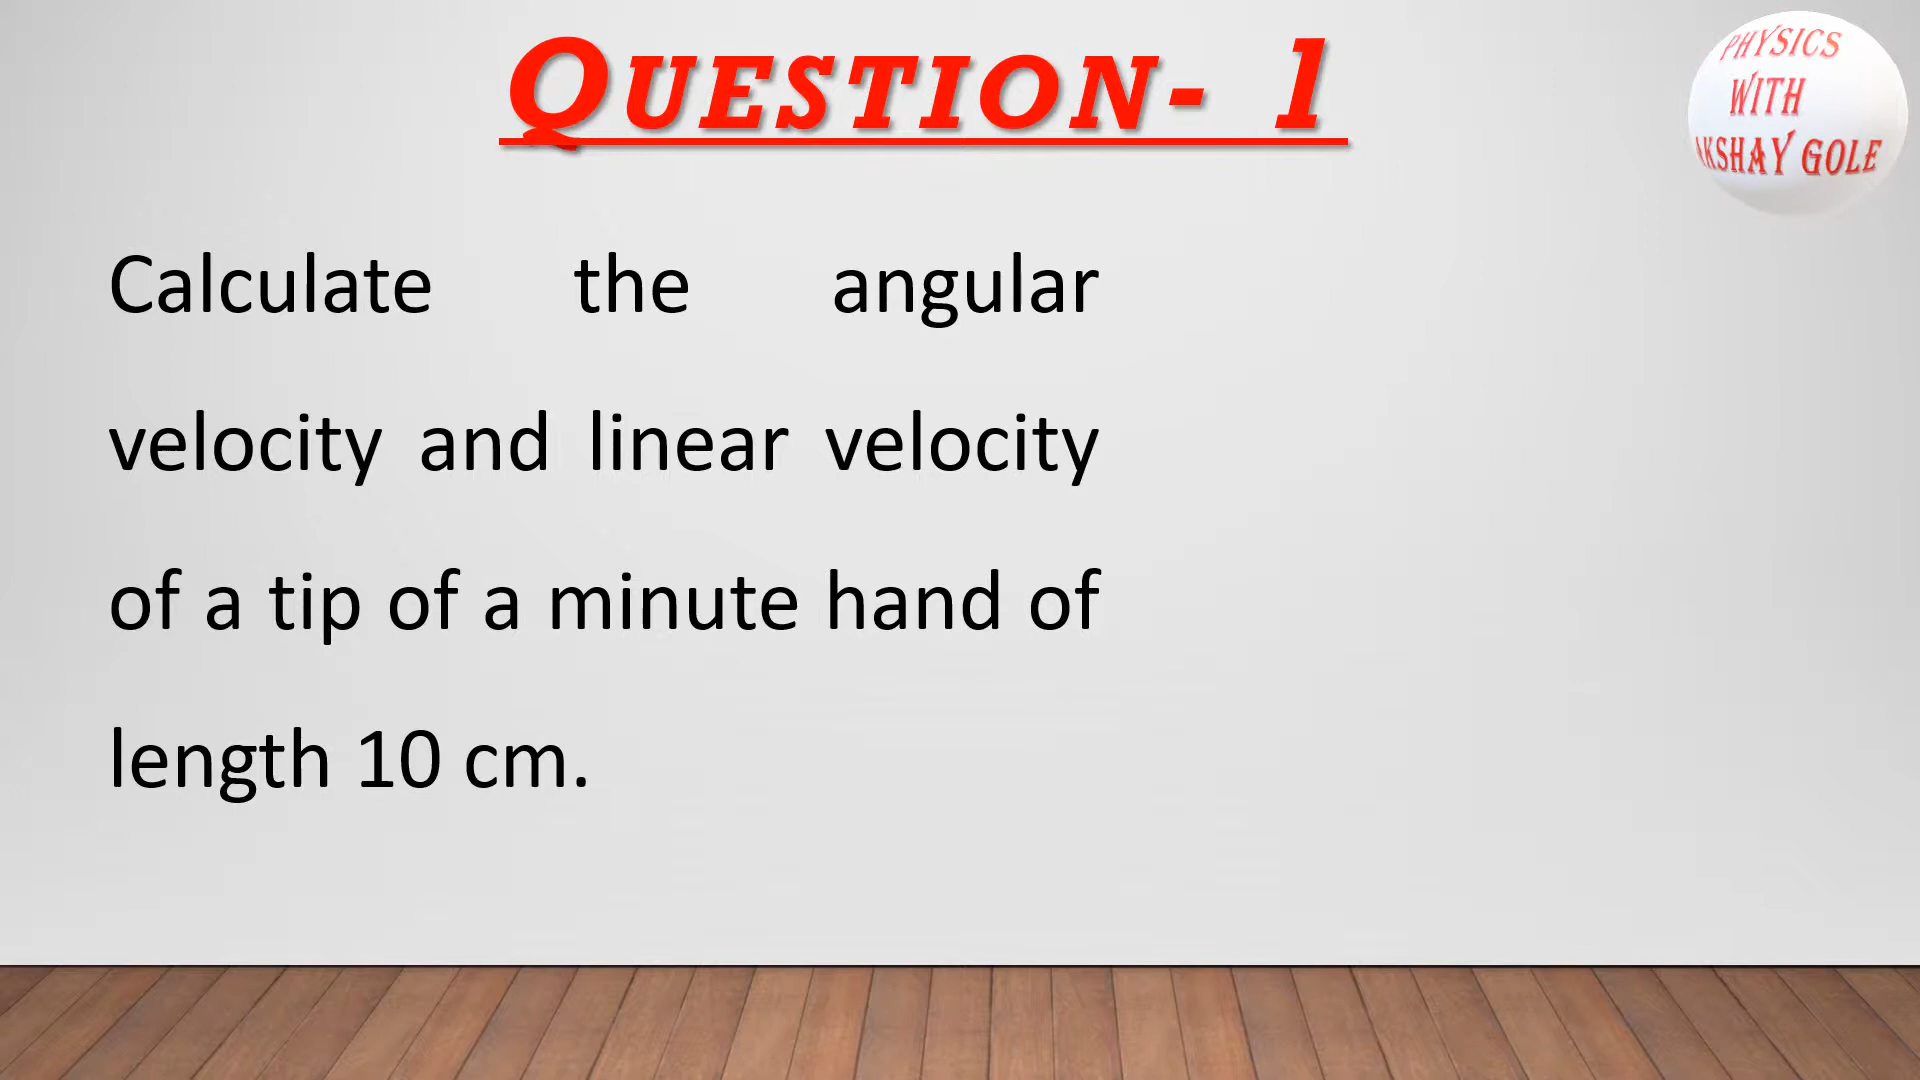 Question- 1
PHYSICS
WITH
AKSHAY GOLE
Calculate the angular
velocity and linear velocity
of a tip of a minute hand of
length 10 cm.